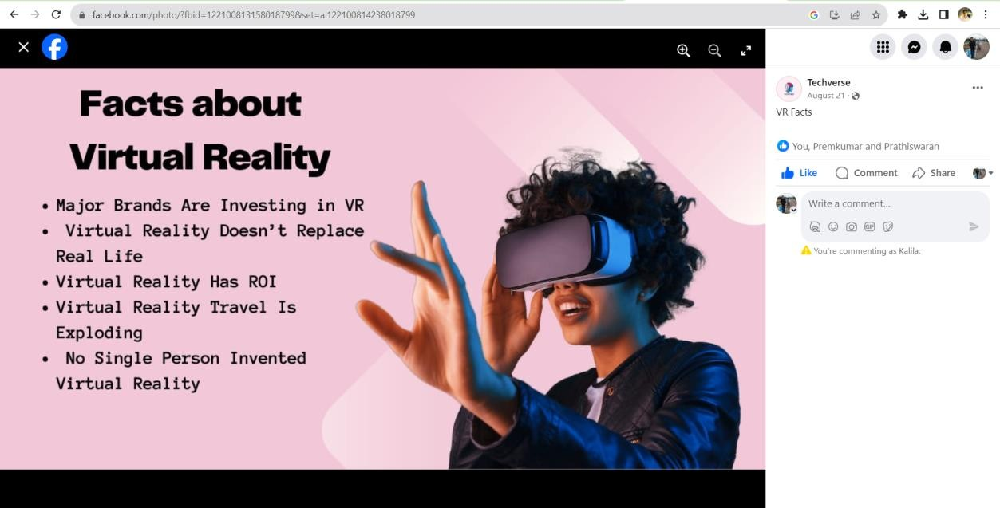 facebook.com/photo/?fbid=122100813158018799&set=a.122100814238018799
Facts about
Virtual Reality
• Major Brands Are Investing in VR
• Virtual Reality Doesn't Replace
Real Life
• Virtual Reality Has ROI
• Virtual Reality Travel Is
Exploding
• No Single Person Invented
Virtual Reality
Techverse
August 21 ·
VR Facts
You, Premkumar and Prathiswaran
Like Comment Share
Write a comment...
GIF
You're commenting as Kalila.